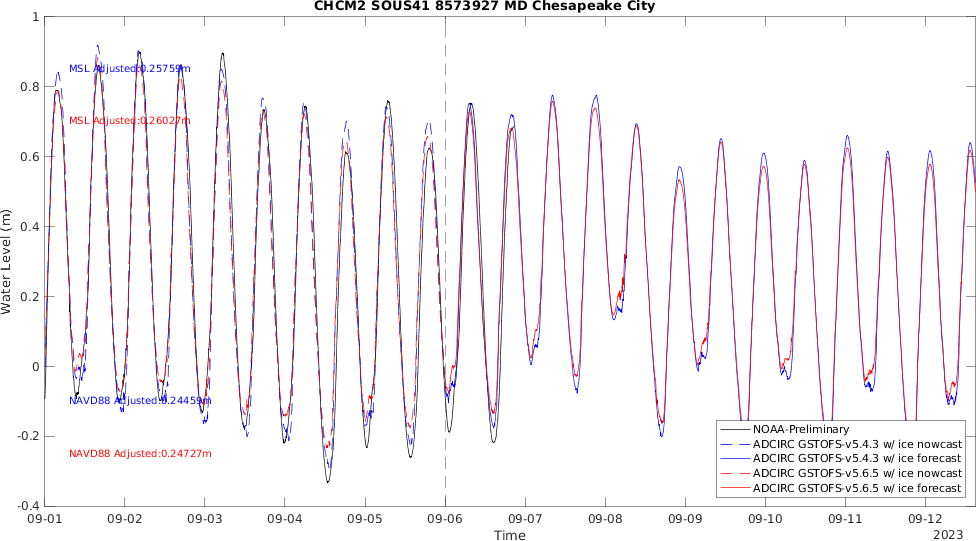 CHCM2 SOUS41 8573927 MD Chesapeake City
1
0.8
0.6
0.4
0.2
0
-0.2
-0.4
Water Level (m)
MSL Adjusted:0.25759m
MSL Adjusted:0.26027m
NAVD88 Adjusted:0.24459m
NAVD88 Adjusted:0.24727m
NOAA-Preliminary
ADCIRC GSTOFS-v5.4.3 w/ ice nowcast
ADCIRC GSTOFS-v5.4.3 w/ ice forecast
ADCIRC GSTOFS-v5.6.5 w/ ice nowcast
ADCIRC GSTOFS-v5.6.5 w/ ice forecast
09-01 09-02 09-03 09-04 09-05 09-06 09-07 09-08 09-09 09-10 09-11 09-12
Time
2023